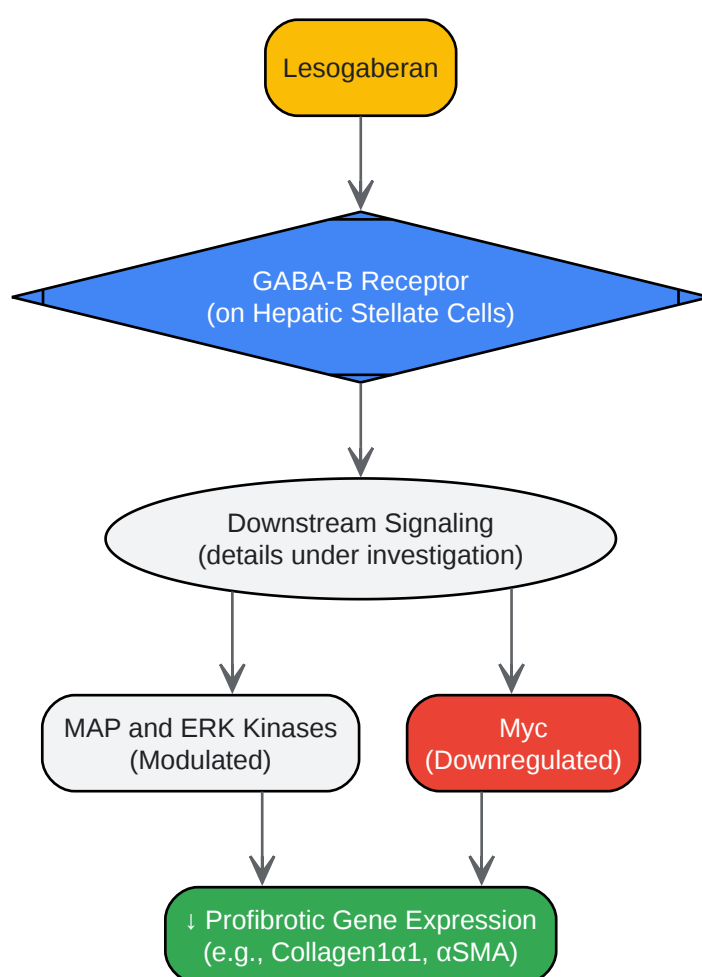 Lesogaberan
GABA-B Receptor
(on Hepatic Stellate Cells)
Downstream Signaling
(details under investigation)
MAP and ERK Kinases
(Modulated)
Myc
(Downregulated)
↓ Profibrotic Gene Expression
(e.g., Collagen1α1, αSMA)